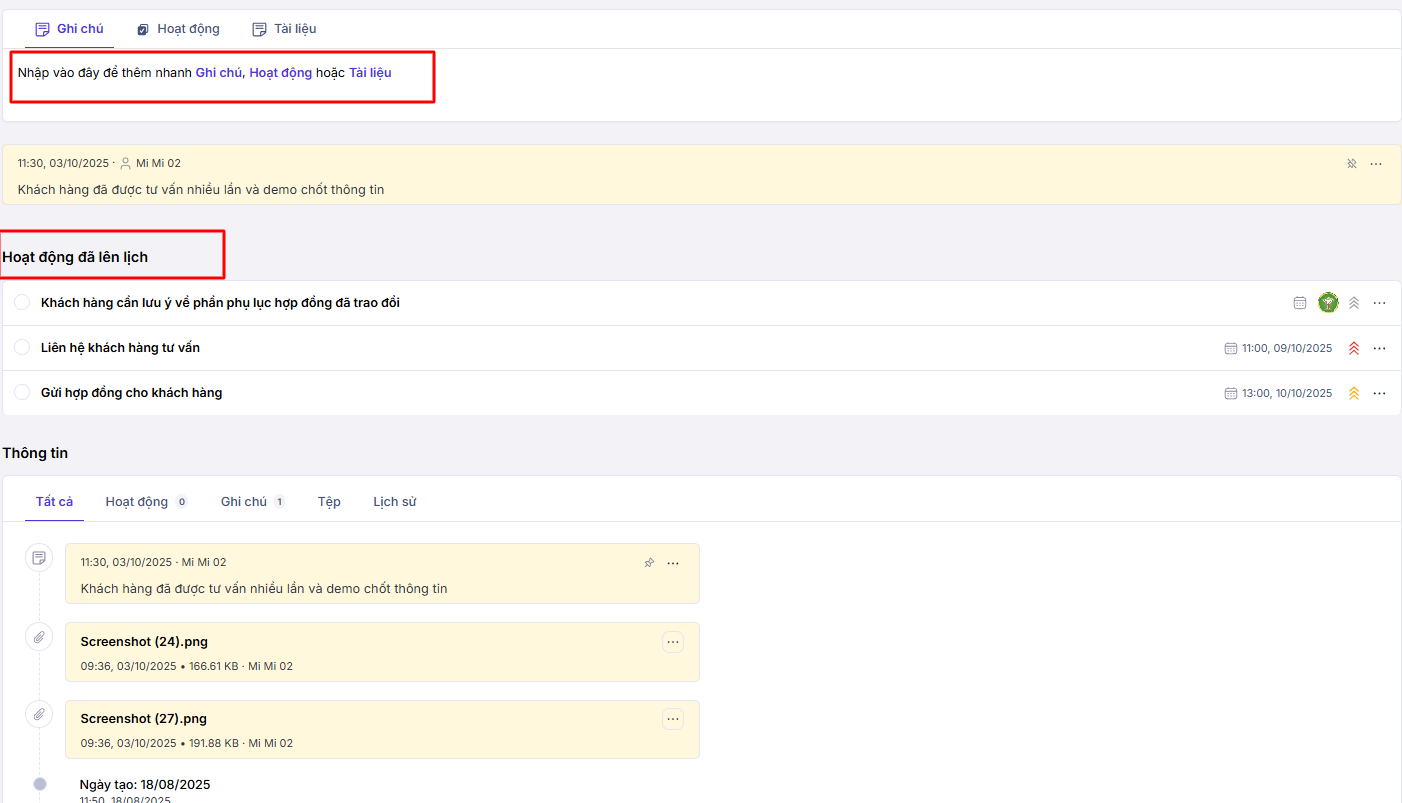 Ghi chú Hoạt động Tài liệu
Nhập vào đây để thêm nhanh Ghi chú, Hoạt động hoặc Tài liệu
11:30, 03/10/2025 · Mi Mi 02
Khách hàng đã được tư vấn nhiều lần và demo chốt thông tin
Hoạt động đã lên lịch
Khách hàng cần lưu ý về phần phụ lục hợp đồng đã trao đổi
Liên hệ khách hàng tư vấn 11:00, 09/10/2025
Gửi hợp đồng cho khách hàng 13:00, 10/10/2025
Thông tin
Tất cả Hoạt động 0 Ghi chú 1 Tệp Lịch sử
11:30, 03/10/2025 · Mi Mi 02
Khách hàng đã được tư vấn nhiều lần và demo chốt thông tin
Screenshot (24).png
09:36, 03/10/2025 • 166.61 KB · Mi Mi 02
Screenshot (27).png
09:36, 03/10/2025 • 191.88 KB · Mi Mi 02
Ngày tạo: 18/08/2025
11:50, 18/08/2025